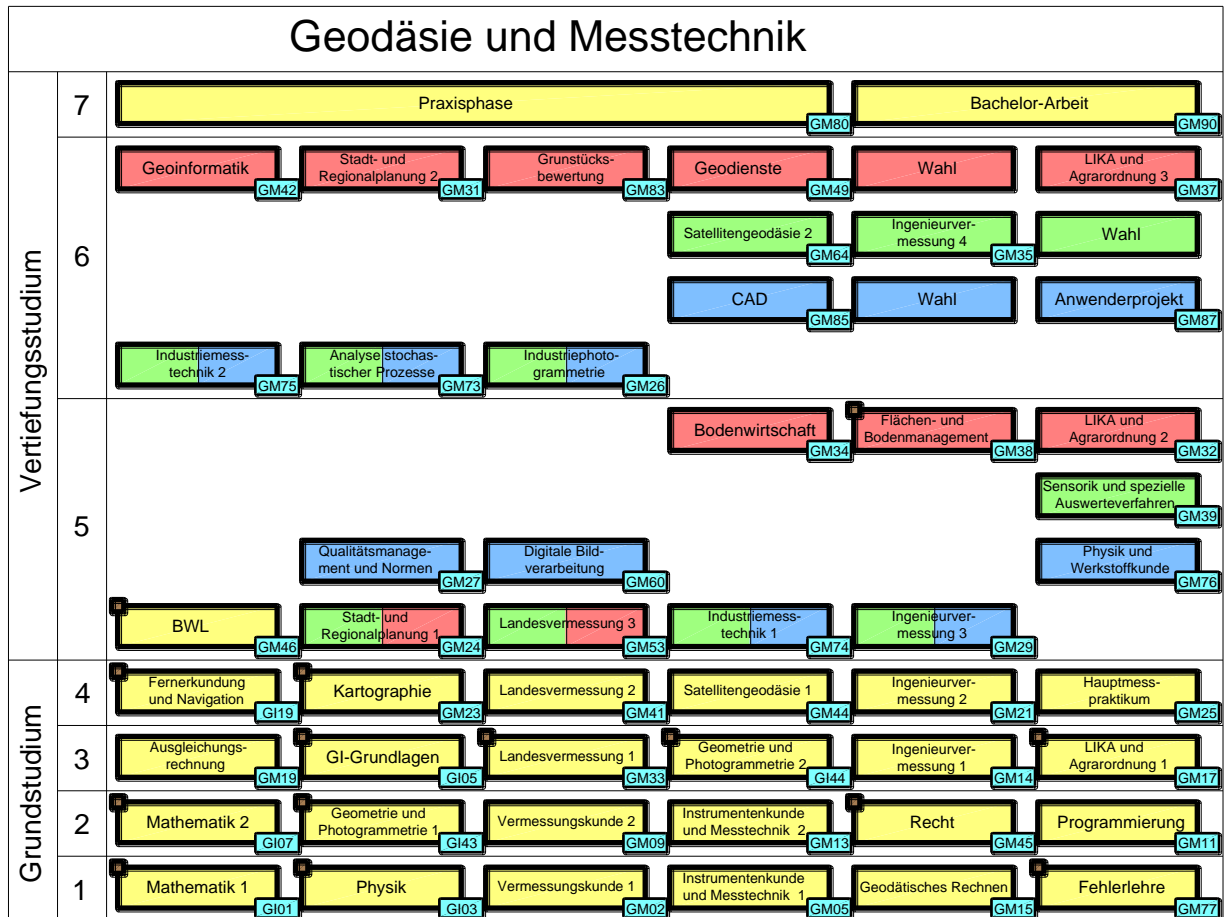 Geodäsie und Messtechnik
Vertiefungsstudium
7
Praxisphase
GM80
Bachelor-Arbeit
GM90
6
Geoinformatik
GM42
Stadt- und
Regionalplanung 2
GM31
Grunstücks-
bewertung
GM83
Geodienste
GM49
Wahl
LIKA und
Agrarordnung 3
GM37
Satellitengeodäsie 2
GM64
Ingenieurver-
messung 4
GM35
Wahl
CAD
GM85
Wahl
Anwenderprojekt
GM87
Industriemess-
technik 2
GM75
Analyse stochas-
tischer Prozesse
GM73
Industriephoto-
grammetrie
GM26
5
Bodenwirtschaft
GM34
Flächen- und
Bodenmanagement
GM38
LIKA und
Agrarordnung 2
GM32
Sensorik und spezielle
Auswerteverfahren
GM39
Qualitätsmanage-
ment und Normen
GM27
Digitale Bild-
verarbeitung
GM60
Physik und
Werkstoffkunde
GM76
BWL
GM46
Stadt- und
Regionalplanung 1
GM24
Landesvermessung 3
GM53
Industriemess-
technik 1
GM74
Ingenieurver-
messung 3
GM29
Grundstudium
4
Fernerkundung
und Navigation
GI19
Kartographie
GM23
Landesvermessung 2
GM41
Satellitengeodäsie 1
GM44
Ingenieurver-
messung 2
GM21
Hauptmess-
praktikum
GM25
3
Ausgleichungs-
rechnung
GM19
GI-Grundlagen
GI05
Landesvermessung 1
GM33
Geometrie und
Photogrammetrie 2
GI44
Ingenieurver-
messung 1
GM14
LIKA und
Agrarordnung 1
GM17
2
Mathematik 2
GI07
Geometrie und
Photogrammetrie 1
GI43
Vermessungskunde 2
GM09
Instrumentenkunde
und Messtechnik 2
GM13
Recht
GM45
Programmierung
GM11
1
Mathematik 1
GI01
Physik
GI03
Vermessungskunde 1
GM02
Instrumentenkunde
und Messtechnik 1
GM05
Geodätisches Rechnen
GM15
Fehlerlehre
GM77